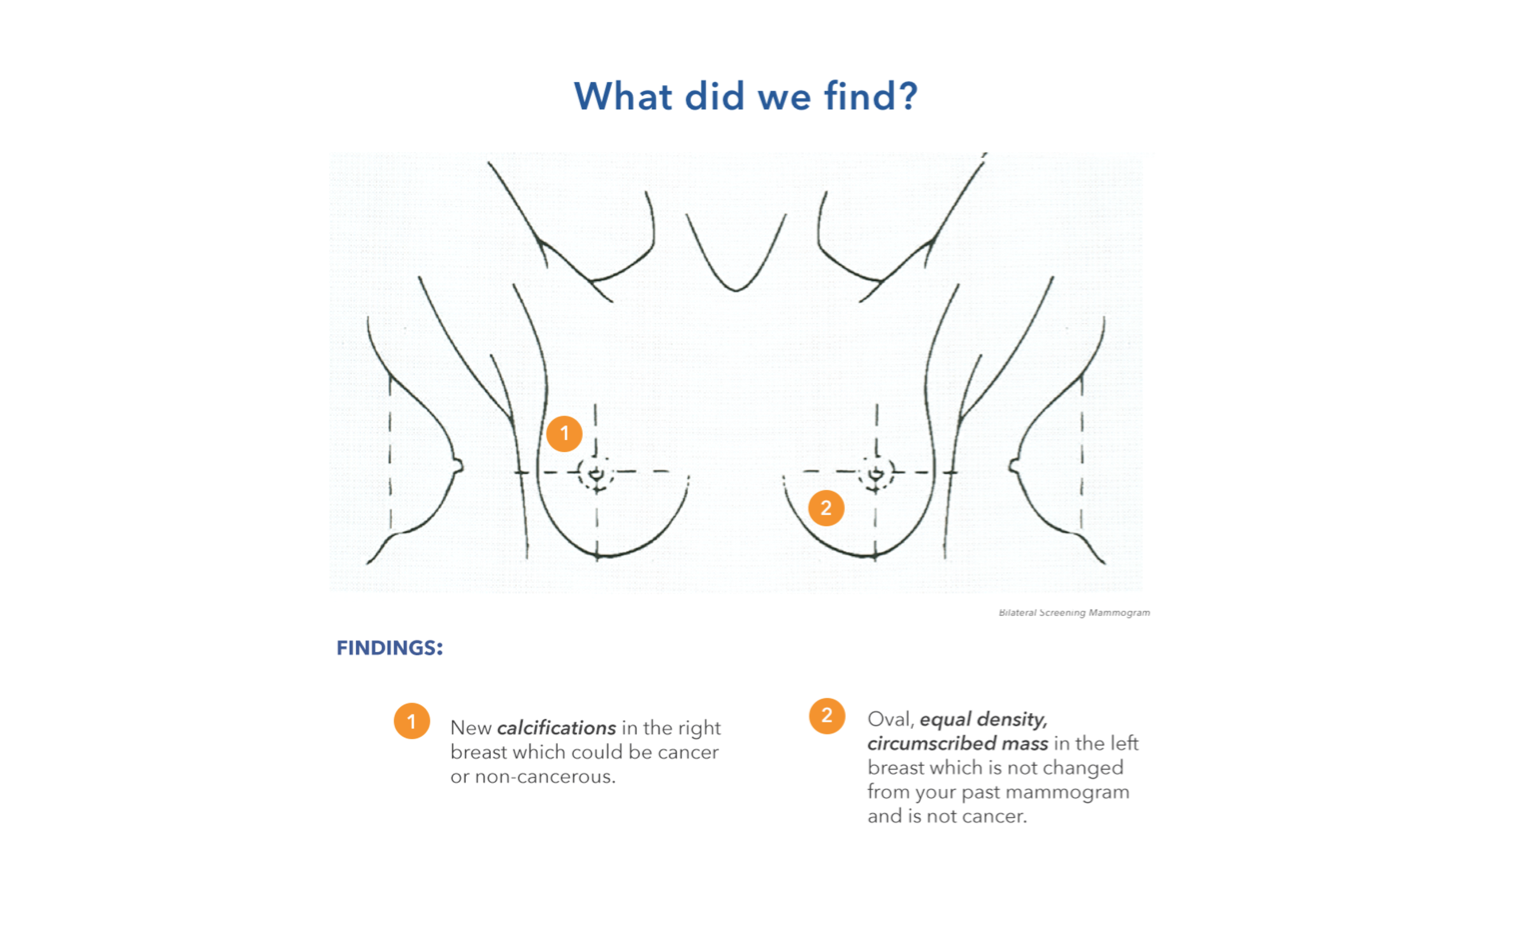 What did we find?
1
2
Bilateral Screening Mammogram
FINDINGS:
1
New calcifications in the right
breast which could be cancer
or non-cancerous.
2
Oval, equal density,
circumscribed mass in the left
breast which is not changed
from your past mammogram
and is not cancer.